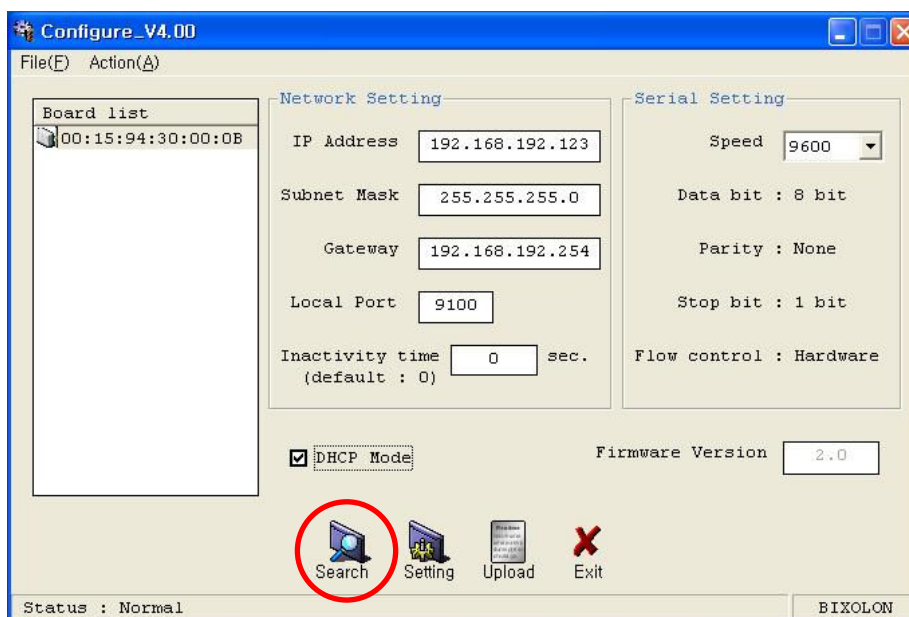 Configure_V4.00
File(F) Action(A)
Board list
00:15:94:30:00:0B
Network Setting
IP Address 192.168.192.123
Subnet Mask 255.255.255.0
Gateway 192.168.192.254
Local Port 9100
Inactivity time 0 sec.
(default : 0)
Serial Setting
Speed 9600
Data bit : 8 bit
Parity : None
Stop bit : 1 bit
Flow control : Hardware
DHCP Mode
Firmware Version 2.0
Search Setting Upload Exit
Status : Normal BIXOLON